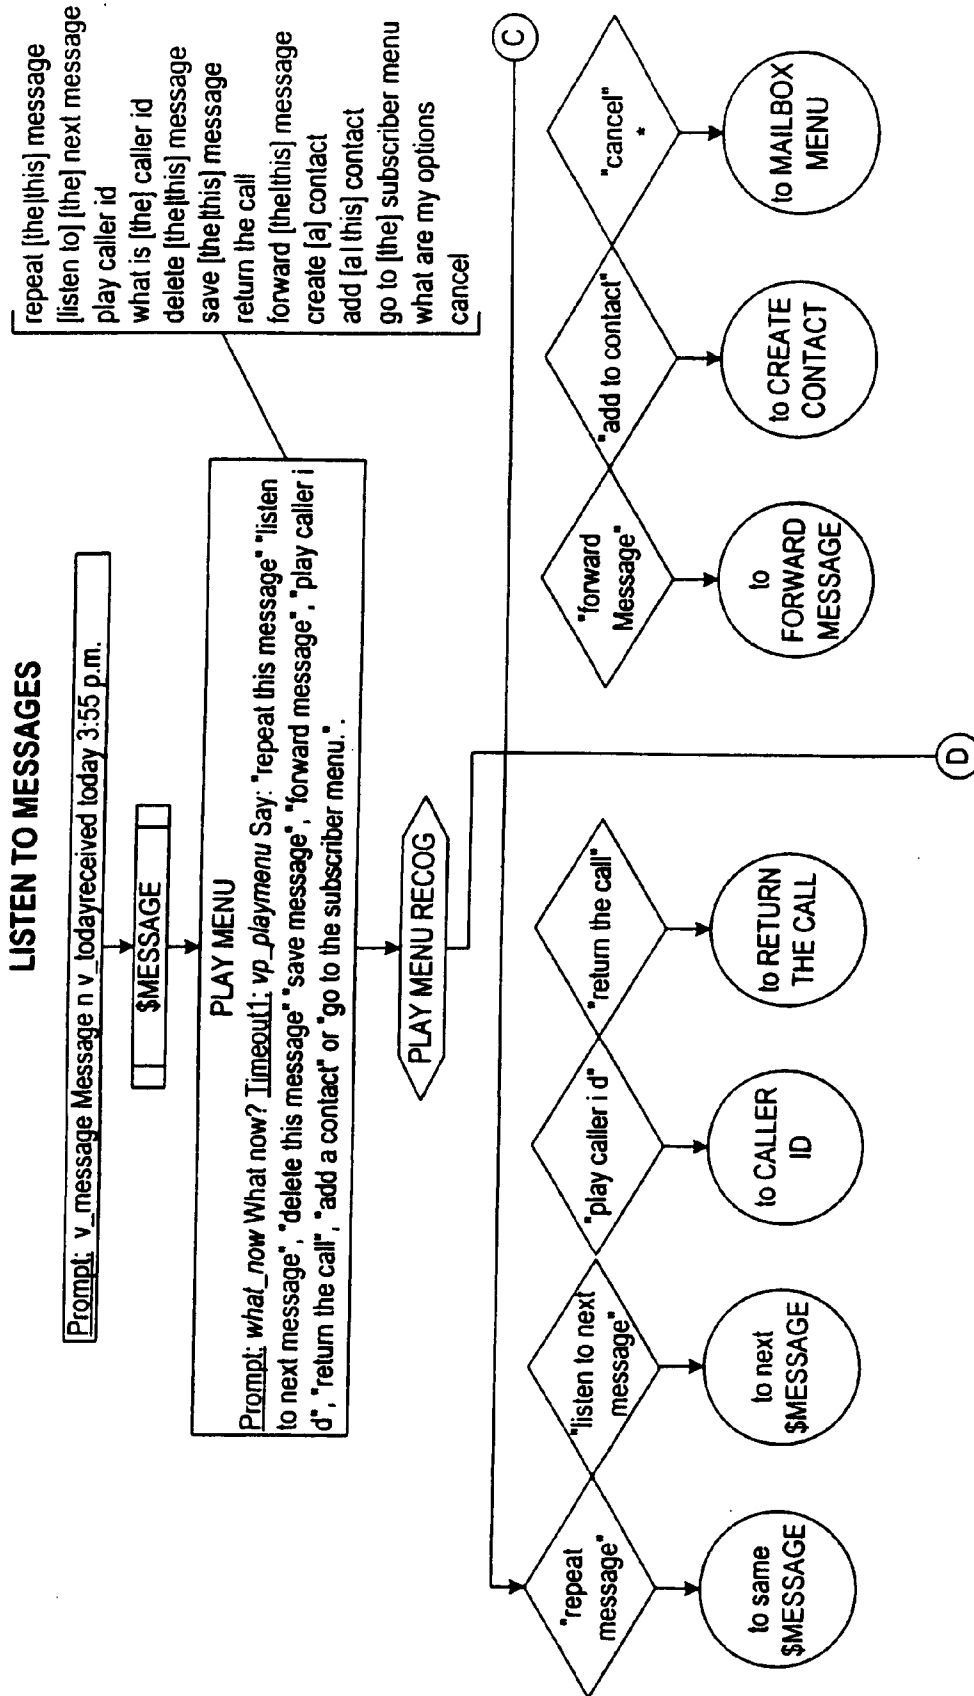 LISTEN TO MESSAGES
Prompt: v_message Message n v_todayreceived today 3:55 p.m.
$MESSAGE
PLAY MENU
Prompt: what_now What now? Timeout1: vp_playmenu Say: "repeat this message" "listen
to next message", "delete this message" "save message", "forward message", "play caller i
d", "return the call", "add a contact" or "go to the subscriber menu.".
repeat [the|this] message
[listen to] [the] next message
play caller id
what is [the] caller id
delete [the|this] message
save [the|this] message
return the call
forward [the|this] message
create [a] contact
add [a| this] contact
go to [the] subscriber menu
what are my options
cancel
PLAY MENU RECOG
C
"repeat
message"
"listen to next
message"
"play caller i d"
"return the call"
"forward
Message"
"add to contact"
"cancel"
*
to same
$MESSAGE
to next
$MESSAGE
to CALLER
ID
to RETURN
THE CALL
to
FORWARD
MESSAGE
to CREATE
CONTACT
to MAILBOX
MENU
D